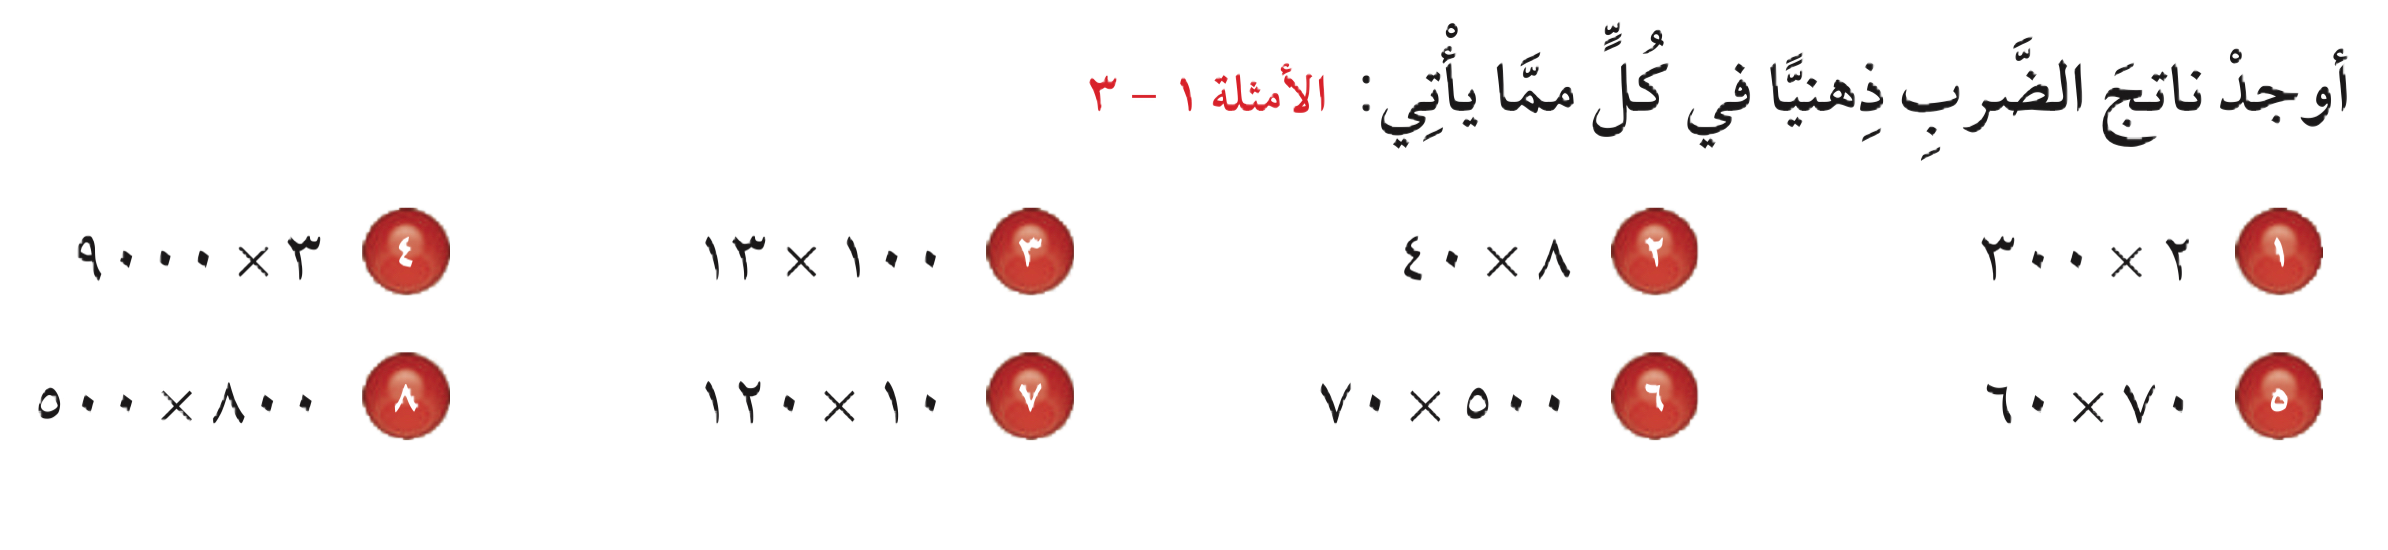 أوجدْ ناتجَ الضَّربِ ذِهنيًّا في كُلٍّ ممَّا يأْتِي: الأمثلة ١ – ٣
١ ٢ × ٣٠٠ ٢ ٨ × ٤٠ ٣ ١٠٠ × ١٣ ٤ ٣ × ٩٠٠٠
٥ ٧٠ × ٦٠ ٦ ٥٠٠ × ٧٠ ٧ ١٠ × ١٢٠ ٨ ٨٠٠ × ٥٠٠